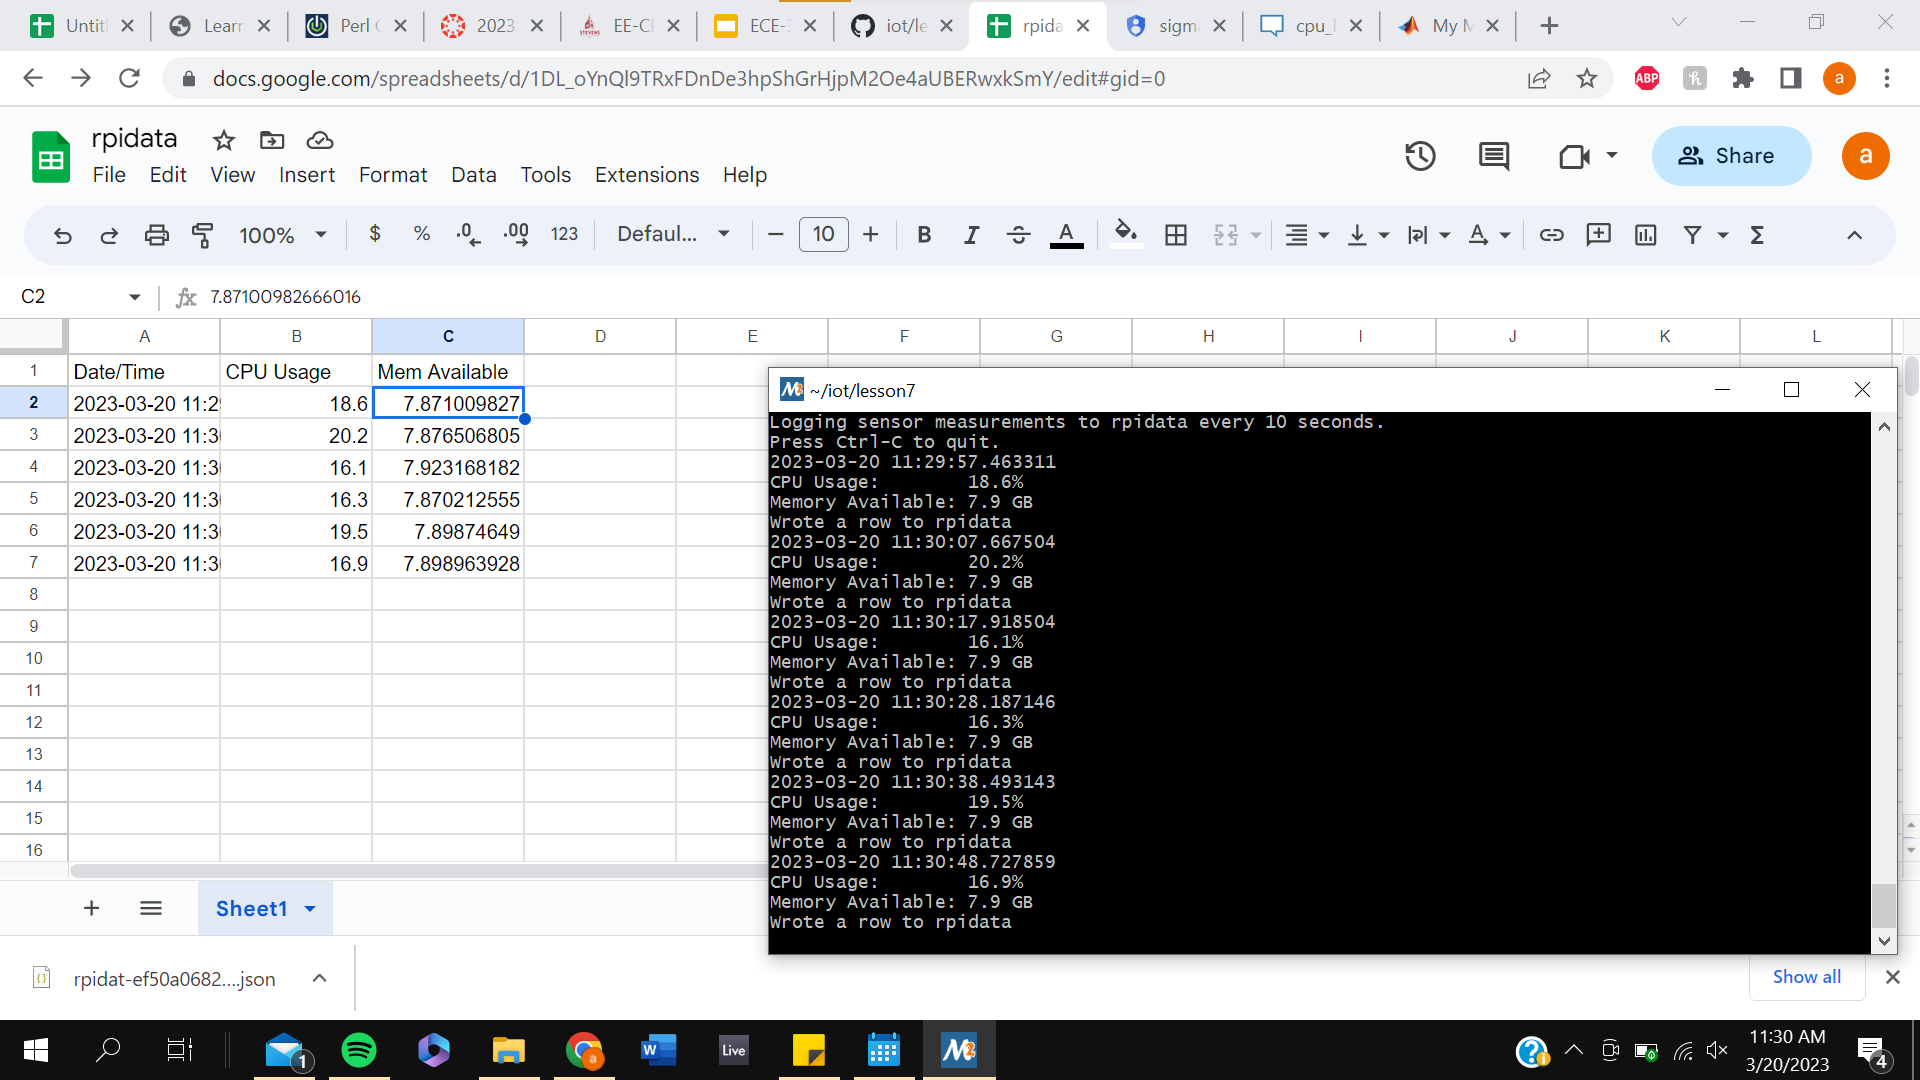 Untitl
Learn
Perl C
2023
EE-CP
ECE-3
iot/le
rpida
sigm
cpu_l
My M
docs.google.com/spreadsheets/d/1DL_oYnQl9TRxFDnDe3hpShGrHjpM2Oe4aUBERwxkSmY/edit#gid=0
ABP
a
rpidata
File Edit View Insert Format Data Tools Extensions Help
Share
a
100% $ % .0 .00 123 Defaul... 10 B I A
C2 7.87100982666016
A B C D E F G H I J K L
1 Date/Time CPU Usage Mem Available
2 2023-03-20 11:29 18.6 7.871009827
3 2023-03-20 11:30 20.2 7.876506805
4 2023-03-20 11:30 16.1 7.923168182
5 2023-03-20 11:30 16.3 7.870212555
6 2023-03-20 11:30 19.5 7.89874649
7 2023-03-20 11:30 16.9 7.898963928
8
9
10
11
12
13
14
15
16
~/iot/lesson7
Logging sensor measurements to rpidata every 10 seconds.
Press Ctrl-C to quit.
2023-03-20 11:29:57.463311
CPU Usage: 18.6%
Memory Available: 7.9 GB
Wrote a row to rpidata
2023-03-20 11:30:07.667504
CPU Usage: 20.2%
Memory Available: 7.9 GB
Wrote a row to rpidata
2023-03-20 11:30:17.918504
CPU Usage: 16.1%
Memory Available: 7.9 GB
Wrote a row to rpidata
2023-03-20 11:30:28.187146
CPU Usage: 16.3%
Memory Available: 7.9 GB
Wrote a row to rpidata
2023-03-20 11:30:38.493143
CPU Usage: 19.5%
Memory Available: 7.9 GB
Wrote a row to rpidata
2023-03-20 11:30:48.727859
CPU Usage: 16.9%
Memory Available: 7.9 GB
Wrote a row to rpidata
Sheet1
rpidat-ef50a0682....json
Show all
1
Live
11:30 AM
3/20/2023
4